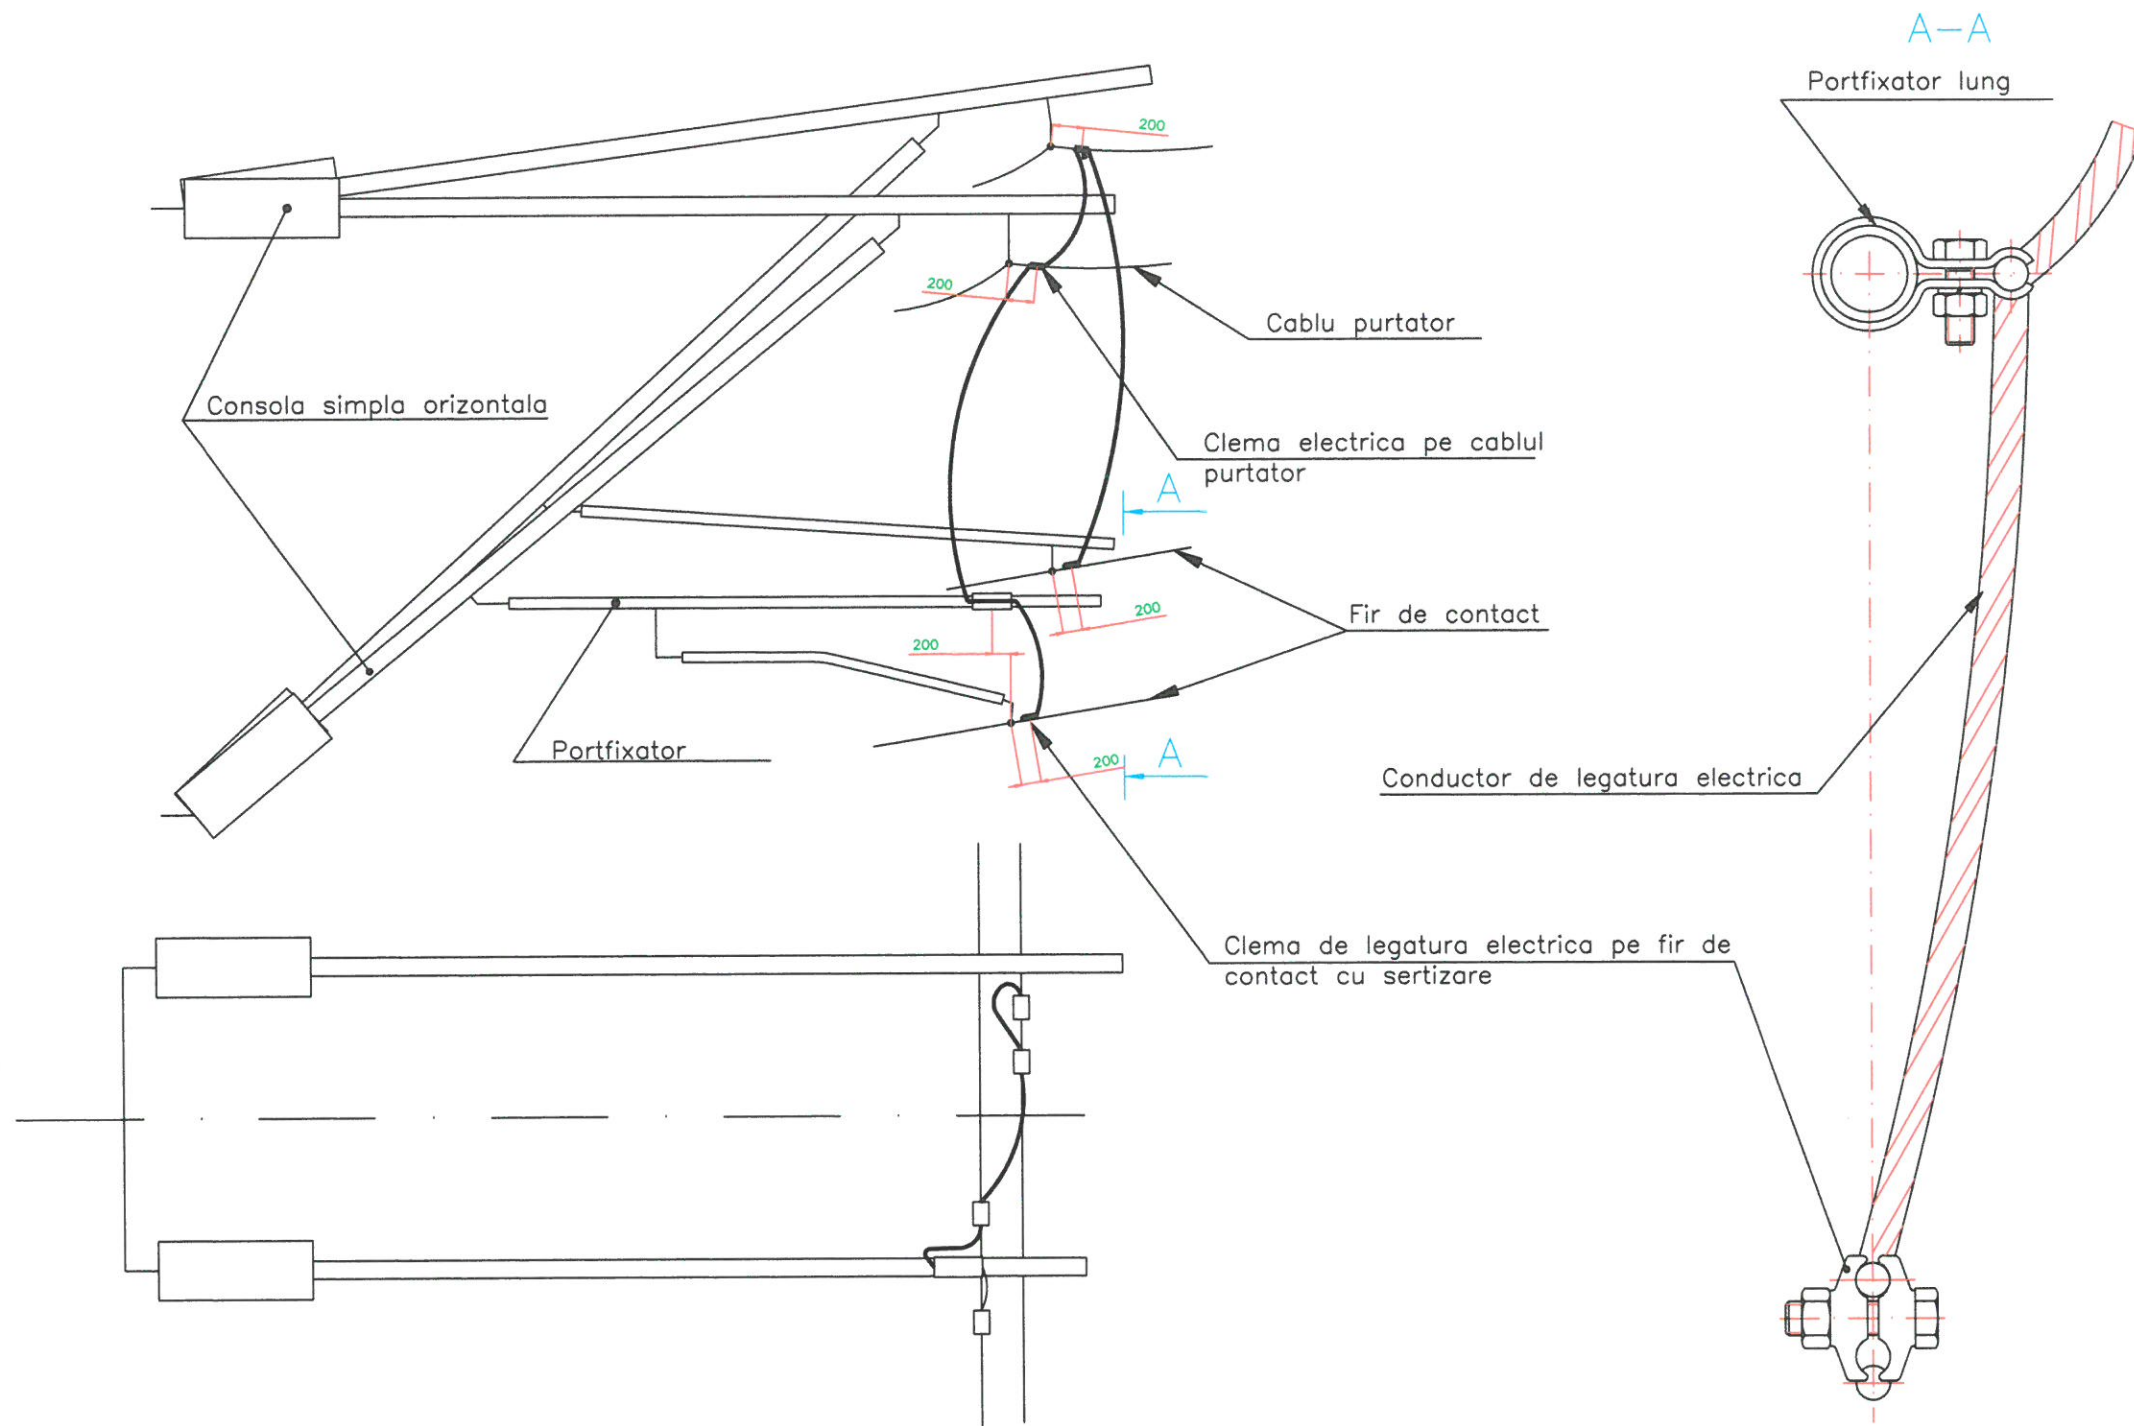 A-A
Portfixator lung
200
200
Cablu purtator
Consola simpla orizontala
Clema electrica pe cablul
purtator
A
200
Fir de contact
200
Portfixator
200
A
Conductor de legatura electrica
Clema de legatura electrica pe fir de
contact cu sertizare